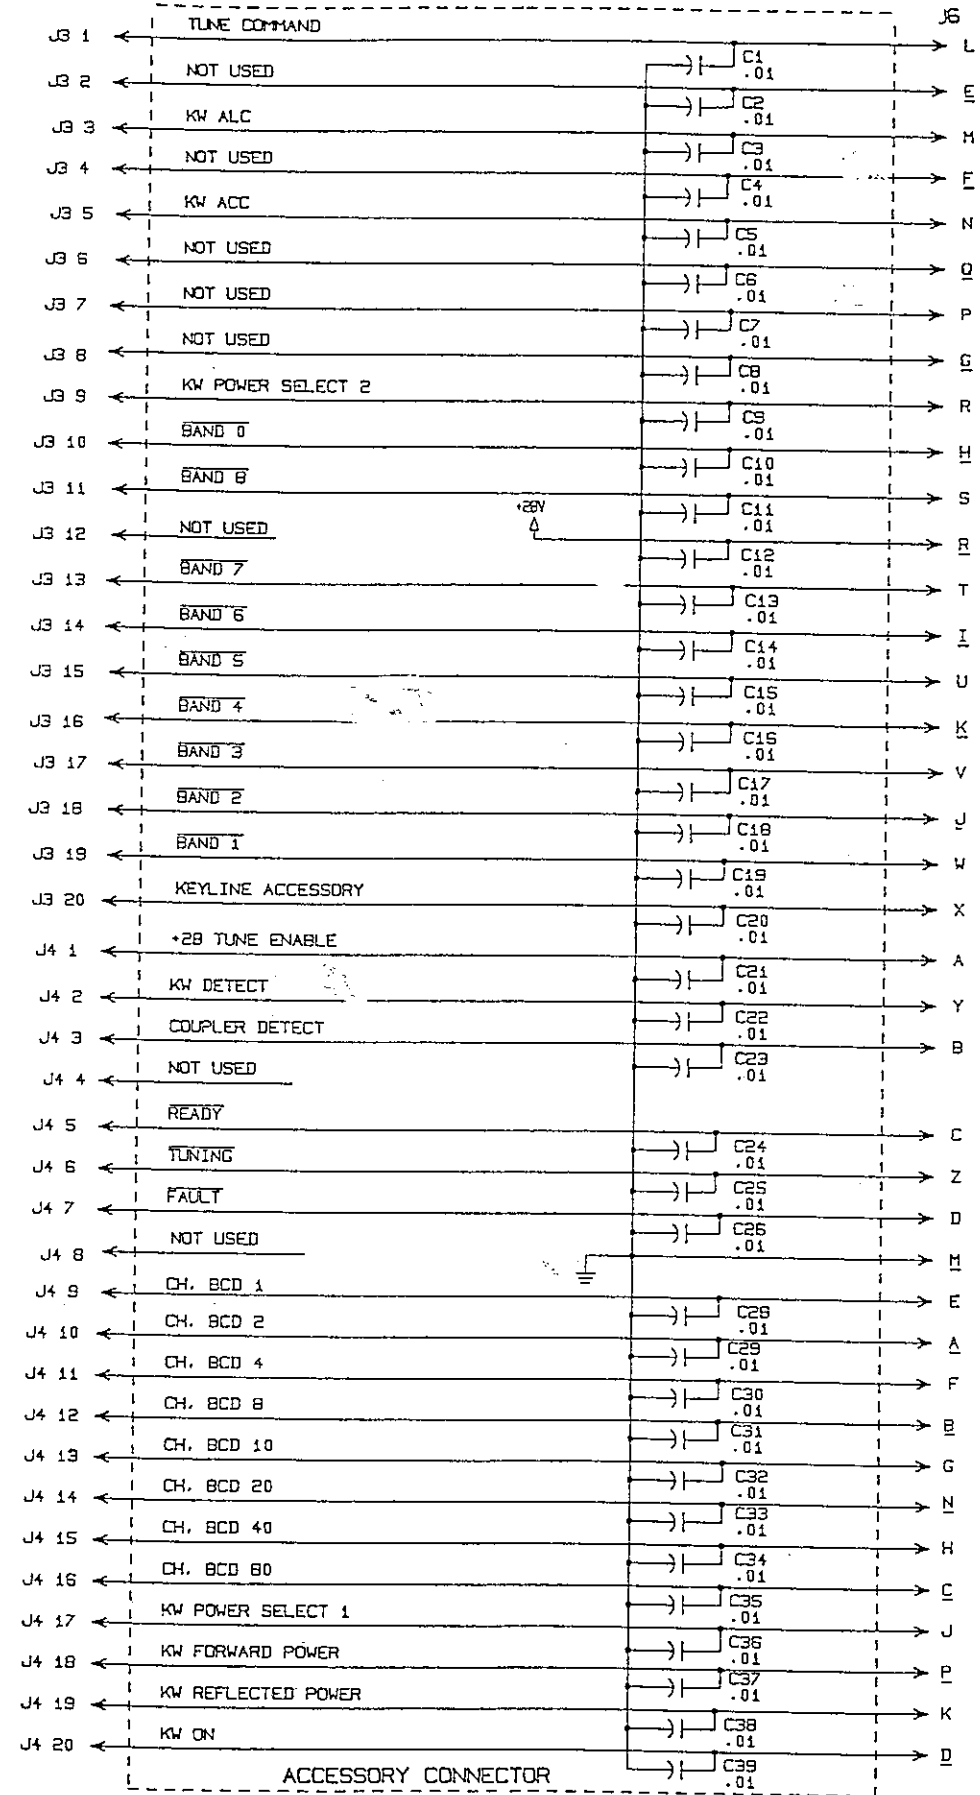 J6
J3 1 TUNE COMMAND L
C1
.01
J3 2 NOT USED E
C2
.01
J3 3 KW ALC M
C3
.01
J3 4 NOT USED F
C4
.01
J3 5 KW ACC N
C5
.01
J3 6 NOT USED Q
C6
.01
J3 7 NOT USED P
C7
.01
J3 8 NOT USED G
C8
.01
J3 9 KW POWER SELECT 2 R
C9
.01
J3 10 BAND 0 H
C10
.01
J3 11 BAND 8 S
C11
.01
+28V
J3 12 NOT USED R
C12
.01
J3 13 BAND 7 T
C13
.01
J3 14 BAND 6 I
C14
.01
J3 15 BAND 5 U
C15
.01
J3 16 BAND 4 K
C16
.01
J3 17 BAND 3 V
C17
.01
J3 18 BAND 2 J
C18
.01
J3 19 BAND 1 W
C19
.01
J3 20 KEYLINE ACCESSORY X
C20
.01
J4 1 +28 TUNE ENABLE A
C21
.01
J4 2 KW DETECT Y
C22
.01
J4 3 COUPLER DETECT B
C23
.01
J4 4 NOT USED
J4 5 READY C
C24
.01
J4 6 TUNING Z
C25
.01
J4 7 FAULT D
C26
.01
J4 8 NOT USED M
J4 9 CH. BCD 1 E
C28
.01
J4 10 CH. BCD 2 A
C29
.01
J4 11 CH. BCD 4 F
C30
.01
J4 12 CH. BCD 8 B
C31
.01
J4 13 CH. BCD 10 G
C32
.01
J4 14 CH. BCD 20 N
C33
.01
J4 15 CH. BCD 40 H
C34
.01
J4 16 CH. BCD 80 C
C35
.01
J4 17 KW POWER SELECT 1 J
C36
.01
J4 18 KW FORWARD POWER P
C37
.01
J4 19 KW REFLECTED POWER K
C38
.01
J4 20 KW ON D
C39
.01
ACCESSORY CONNECTOR